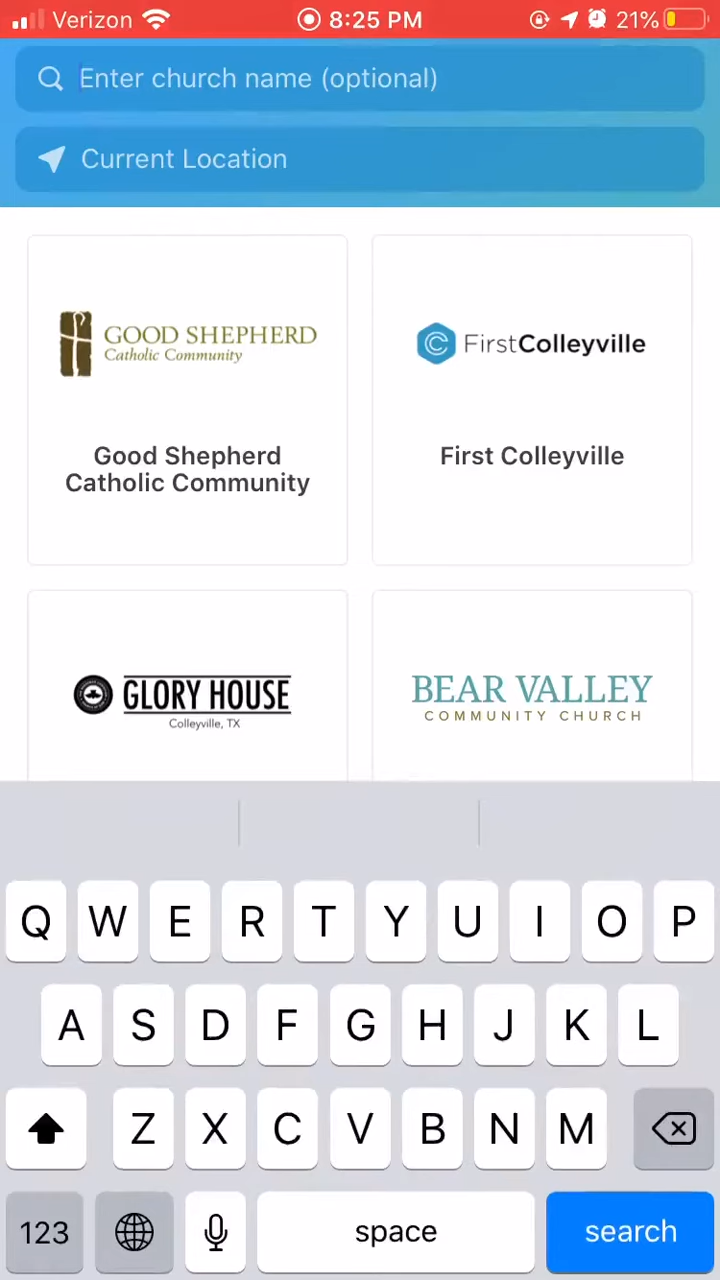 Verizon 8:25 PM 21%
Enter church name (optional)
Current Location
GOOD SHEPHERD
Catholic Community
FirstColleyville
Good Shepherd
Catholic Community
First Colleyville
GLORY HOUSE
Colleyville, TX
BEAR VALLEY
COMMUNITY CHURCH
Q W E R T Y U I O P
A S D F G H J K L
Z X C V B N M
123 space search